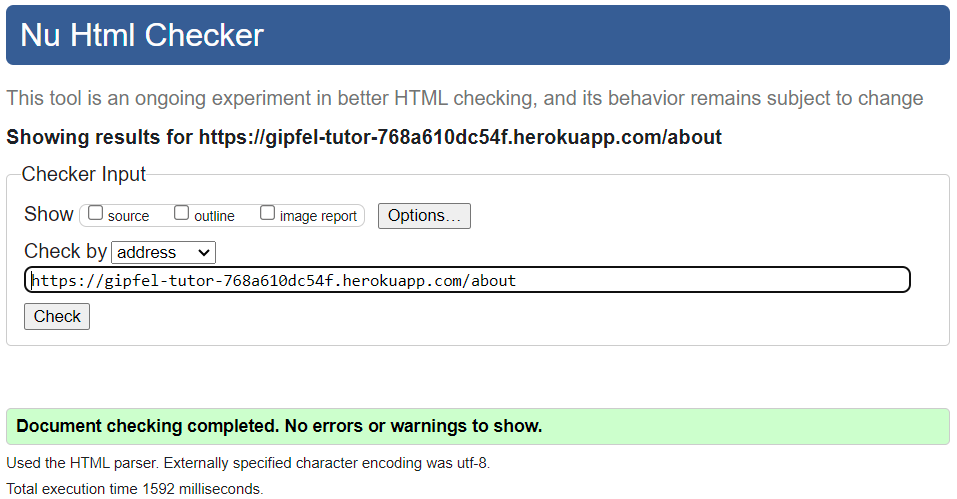 Nu Html Checker
This tool is an ongoing experiment in better HTML checking, and its behavior remains subject to change
Showing results for https://gipfel-tutor-768a610dc54f.herokuapp.com/about
Checker Input
Show source outline image report Options...
Check by address
https://gipfel-tutor-768a610dc54f.herokuapp.com/about
Check
Document checking completed. No errors or warnings to show.
Used the HTML parser. Externally specified character encoding was utf-8.
Total execution time 1592 milliseconds.